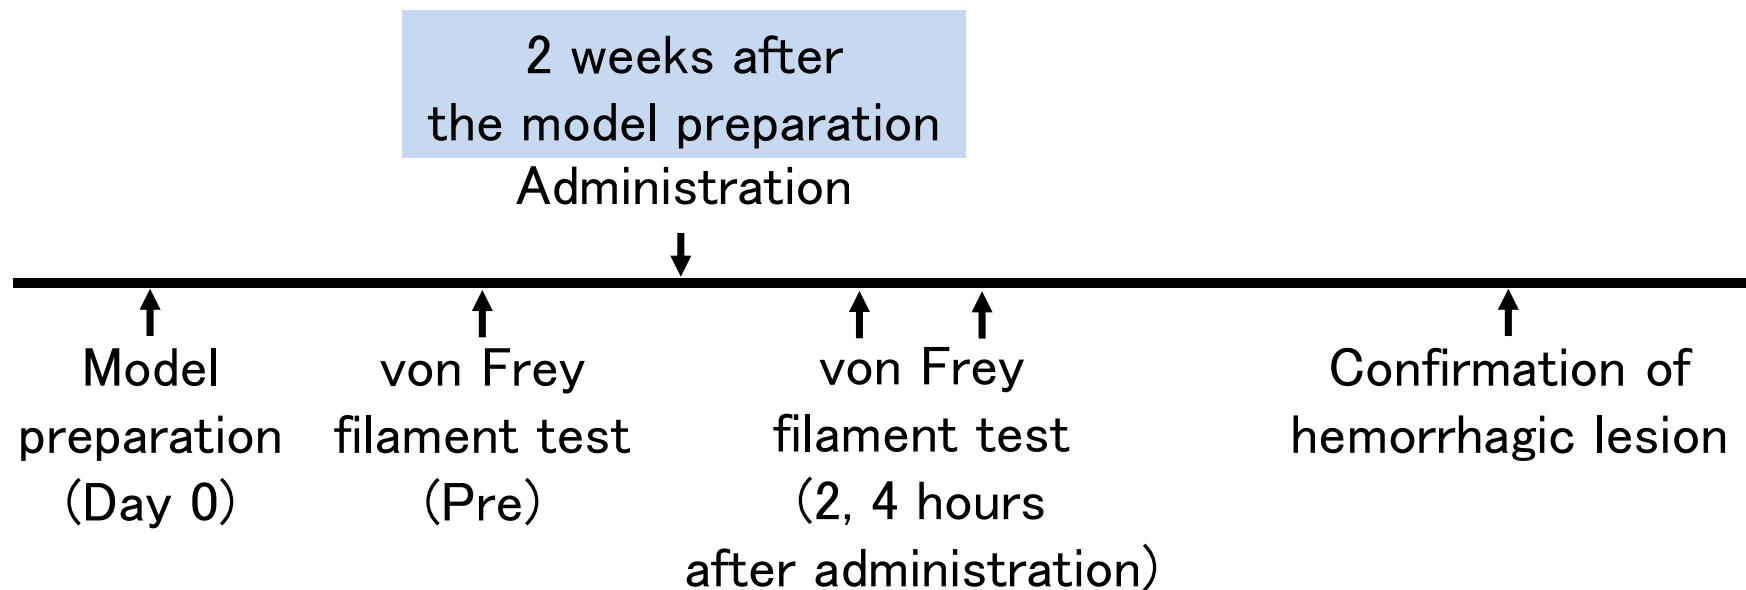 2 weeks after
the model preparation
Administration
Model
preparation
(Day 0)
von Frey
filament test
(Pre)
von Frey
filament test
(2, 4 hours
after administration)
Confirmation of
hemorrhagic lesion